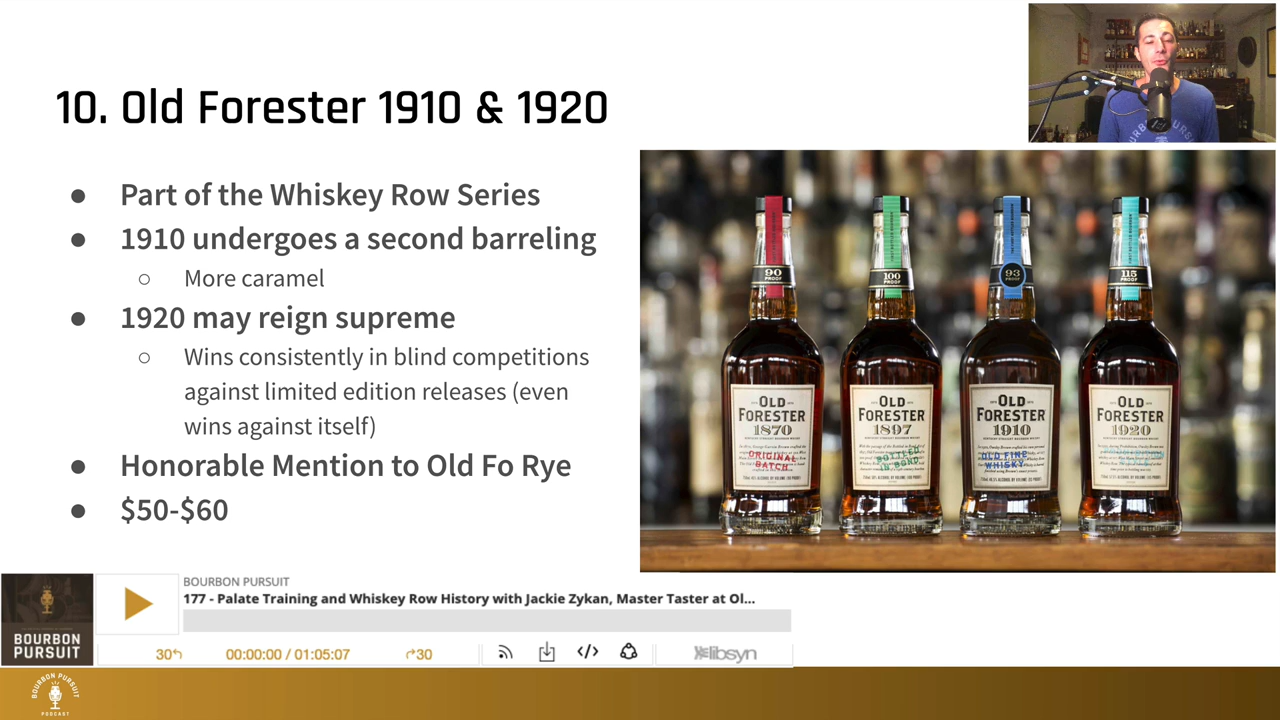 10. Old Forester 1910 & 1920
● Part of the Whiskey Row Series
● 1910 undergoes a second barreling
○ More caramel
● 1920 may reign supreme
○ Wins consistently in blind competitions
against limited edition releases (even
wins against itself)
● Honorable Mention to Old Fo Rye
● $50-$60
BOURBON PURSUIT
90
PROOF
OLD
FORESTER
1870
ORIGINAL
BATCH
100
PROOF
OLD
FORESTER
1897
BOTTLED
IN BOND
93
PROOF
OLD
FORESTER
1910
OLD FINE
WHISKY
115
PROOF
OLD
FORESTER
1920
BOURBON
PURSUIT
BOURBON PURSUIT
177 - Palate Training and Whiskey Row History with Jackie Zykan, Master Taster at Ol...
30
00:00:00 / 01:05:07
30
</>
libsyn
BOURBON PURSUIT
PODCAST